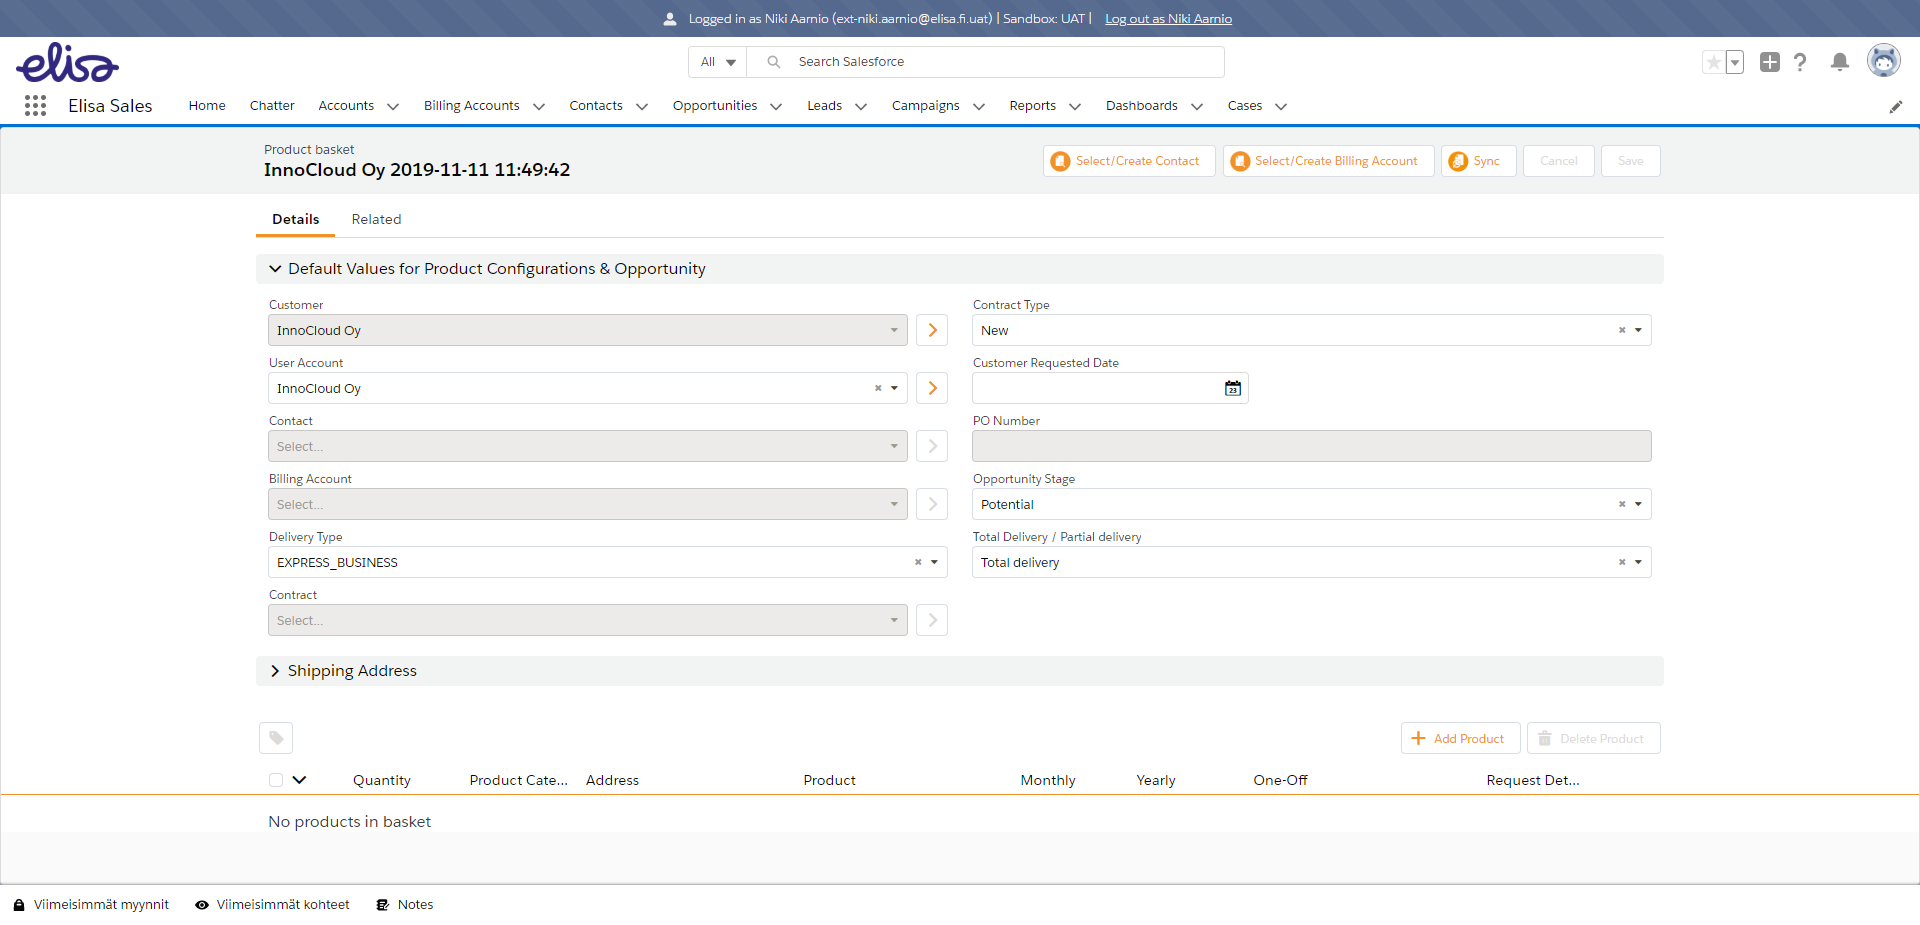 Logged in as Niki Aarnio (ext-niki.aarnio@elisa.fi.uat) | Sandbox: UAT | Log out as Niki Aarnio
elisa
All Search Salesforce
Elisa Sales Home Chatter Accounts Billing Accounts Contacts Opportunities Leads Campaigns Reports Dashboards Cases
Product basket
InnoCloud Oy 2019-11-11 11:49:42
Select/Create Contact Select/Create Billing Account Sync Cancel Save
Details Related
Default Values for Product Configurations & Opportunity
Customer Contract Type
InnoCloud Oy New
User Account Customer Requested Date
InnoCloud Oy 23
Contact PO Number
Select...
Billing Account Opportunity Stage
Select... Potential
Delivery Type Total Delivery / Partial delivery
EXPRESS_BUSINESS Total delivery
Contract
Select...
Shipping Address
Add Product Delete Product
Quantity Product Cate... Address Product Monthly Yearly One-Off Request Det...
No products in basket
Viimeisimmät myynnit Viimeisimmät kohteet Notes